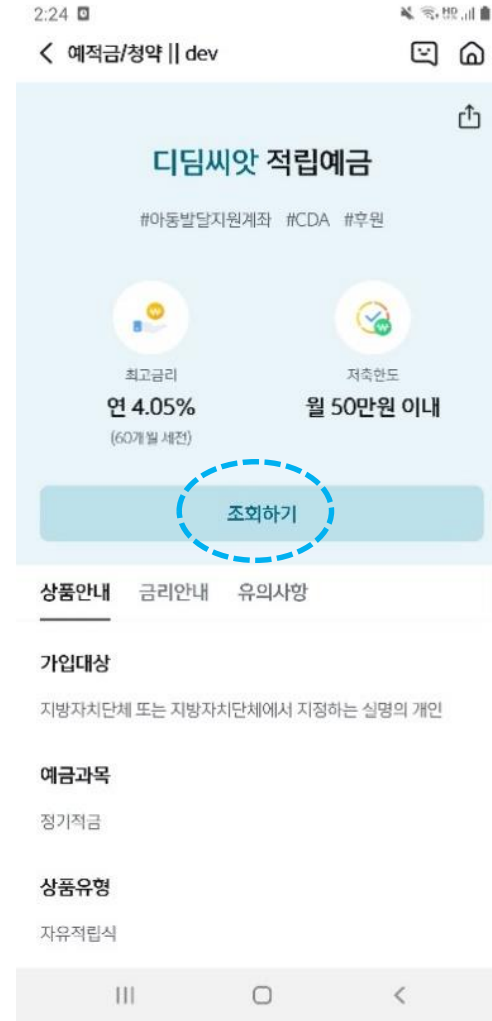 2:24
예적금/청약 || dev
디딤씨앗 적립예금
#아동발달지원계좌 #CDA #후원
최고금리
연 4.05%
(60개월 세전)
저축한도
월 50만원 이내
조회하기
상품안내 금리안내 유의사항
가입대상
지방자치단체 또는 지방자치단체에서 지정하는 실명의 개인
예금과목
정기적금
상품유형
자유적립식